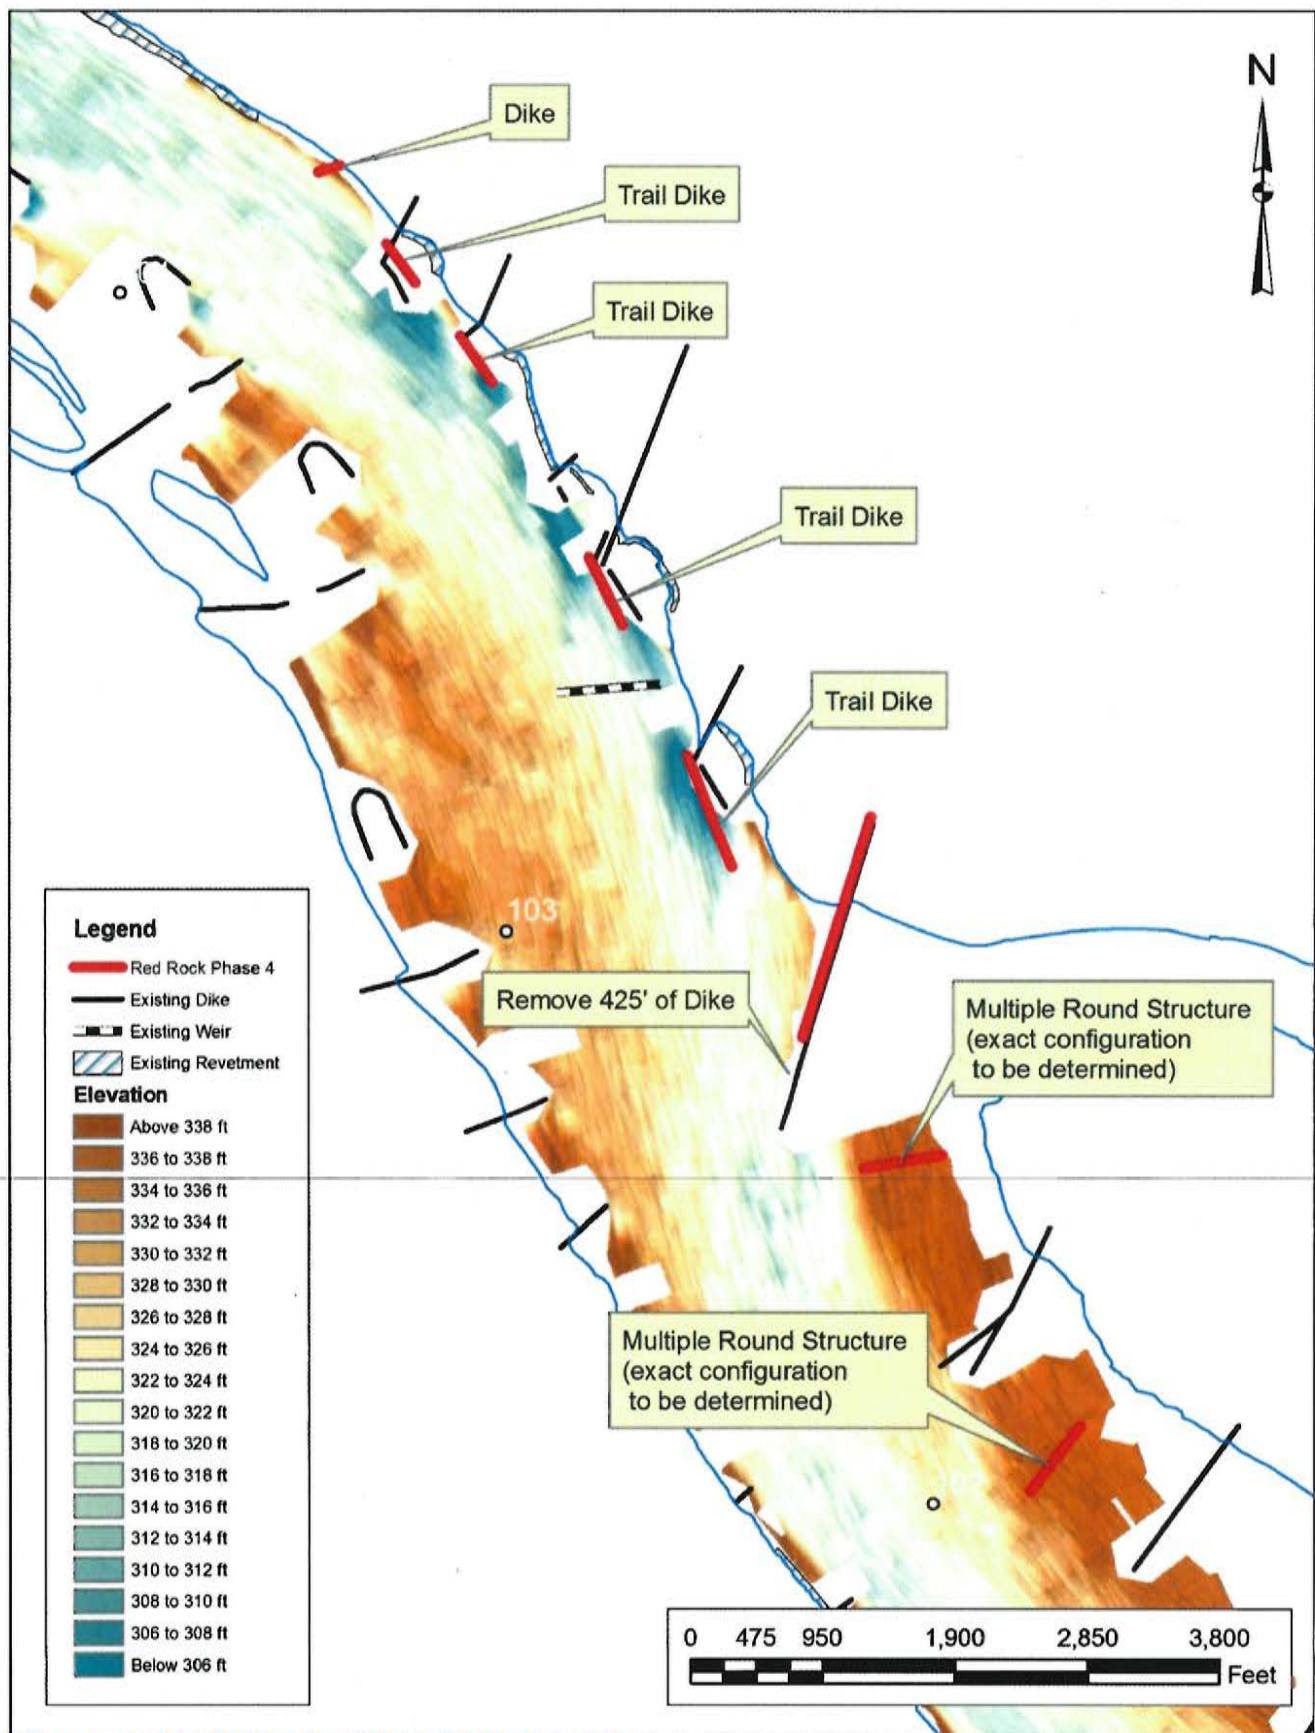 N
Dike
Trail Dike
Trail Dike
Trail Dike
Trail Dike
103
Remove 425' of Dike
Multiple Round Structure
(exact configuration
to be determined)
Multiple Round Structure
(exact configuration
to be determined)
102
Legend
Red Rock Phase 4
Existing Dike
Existing Weir
Existing Revetment
Elevation
Above 338 ft
336 to 338 ft
334 to 336 ft
332 to 334 ft
330 to 332 ft
328 to 330 ft
326 to 328 ft
324 to 326 ft
322 to 324 ft
320 to 322 ft
318 to 320 ft
316 to 318 ft
314 to 316 ft
312 to 314 ft
310 to 312 ft
308 to 310 ft
306 to 308 ft
Below 306 ft
0 475 950 1,900 2,850 3,800
Feet